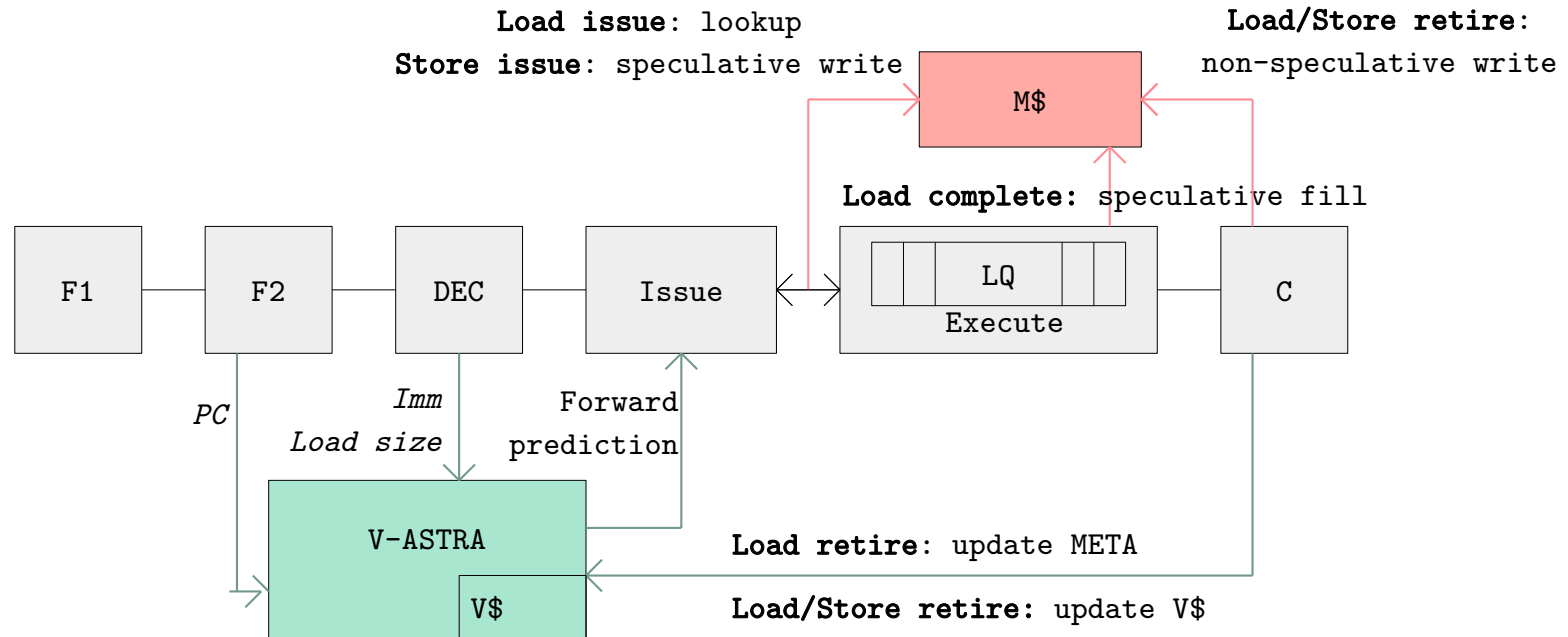 Load issue: lookup
Store issue: speculative write
Load/Store retire:
non-speculative write
M$
Load complete: speculative fill
F1
F2
DEC
Issue
LQ
Execute
C
PC
Imm
Load size
Forward
prediction
V-ASTRA
V$
Load retire: update META
Load/Store retire: update V$